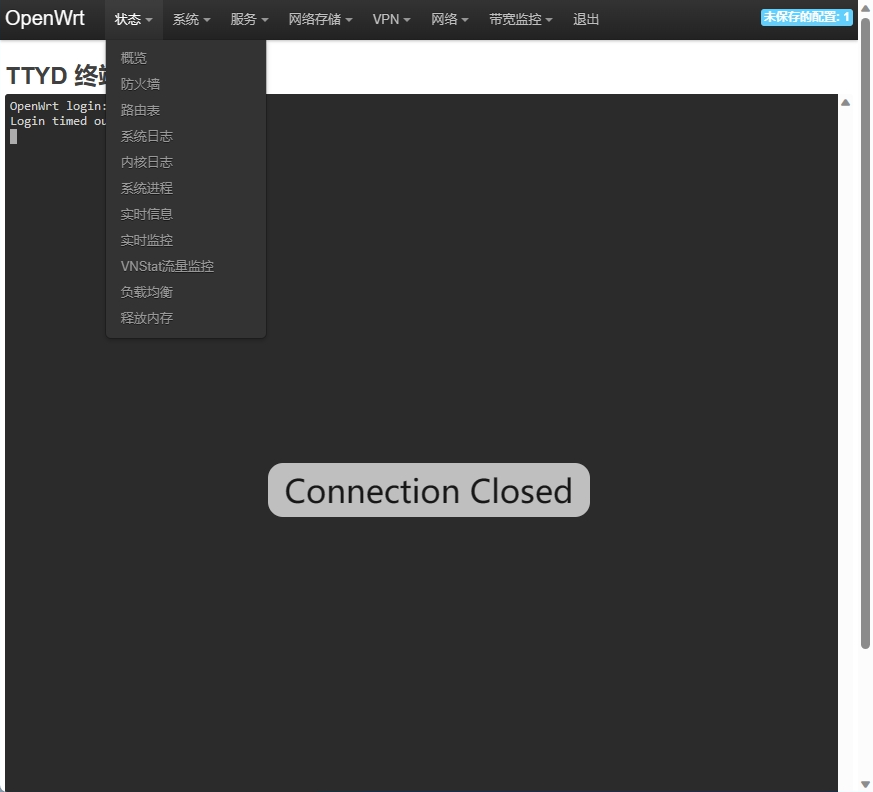 OpenWrt 状态 系统 服务 网络存储 VPN 网络 带宽监控 退出 未保存的配置: 1
概览
防火墙
路由表
系统日志
内核日志
系统进程
实时信息
实时监控
VNStat流量监控
负载均衡
释放内存
TTYD 终
OpenWrt login:
Login timed
Connection Closed